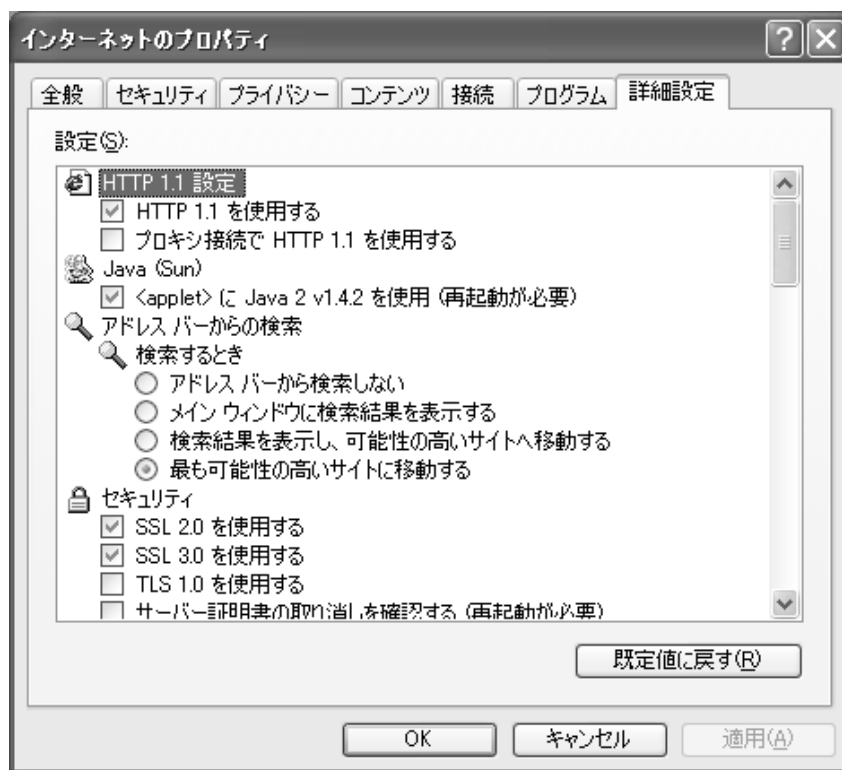 インターネットのプロパティ
全般 セキュリティ プライバシー コンテンツ 接続 プログラム 詳細設定
設定(S):
HTTP 1.1 設定
HTTP 1.1 を使用する
プロキシ接続で HTTP 1.1 を使用する
Java (Sun)
<applet> に Java 2 v1.4.2 を使用 (再起動が必要)
アドレス バーからの検索
検索するとき
アドレス バーから検索しない
メイン ウィンドウに検索結果を表示する
検索結果を表示し、可能性の高いサイトへ移動する
最も可能性の高いサイトに移動する
セキュリティ
SSL 2.0 を使用する
SSL 3.0 を使用する
TLS 1.0 を使用する
サーバー証明書の取り消しを確認する (再起動が必要)
既定値に戻す(R)
OK キャンセル 適用(A)